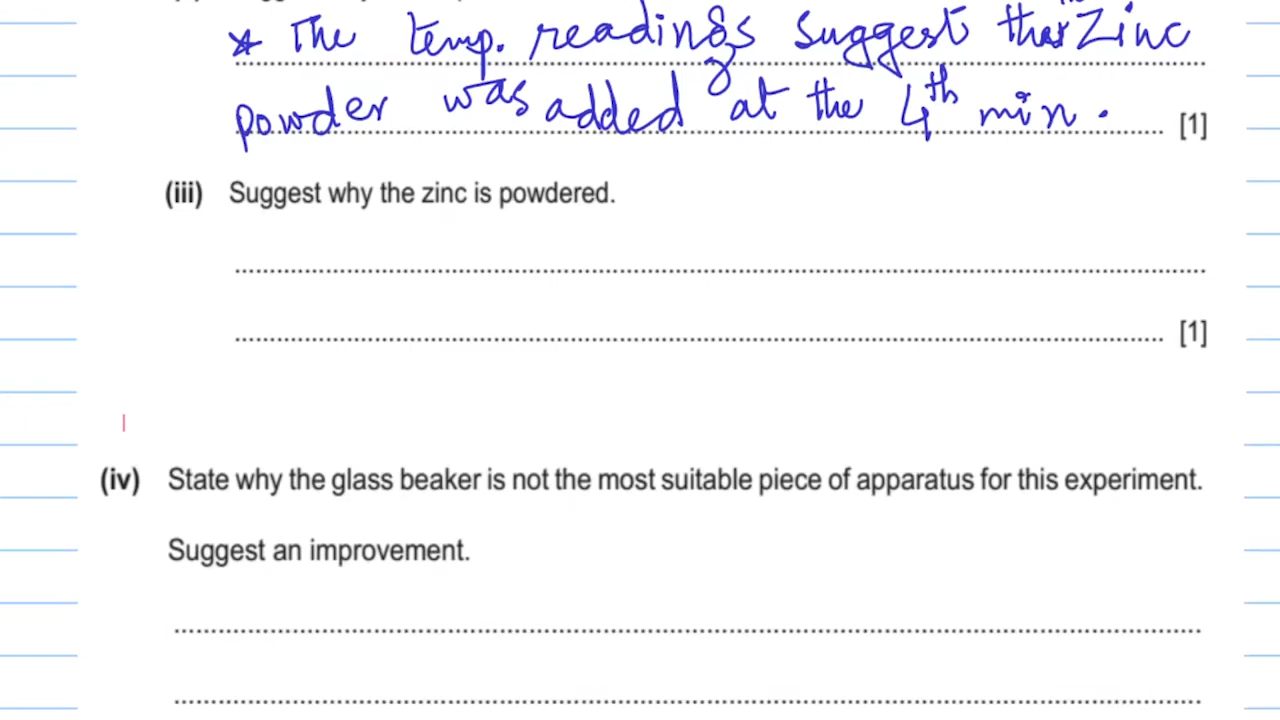 * The temp. readings suggest that Zinc
powder was added at the 4th min. [1]
(iii) Suggest why the zinc is powdered.
[1]
(iv) State why the glass beaker is not the most suitable piece of apparatus for this experiment.
Suggest an improvement.